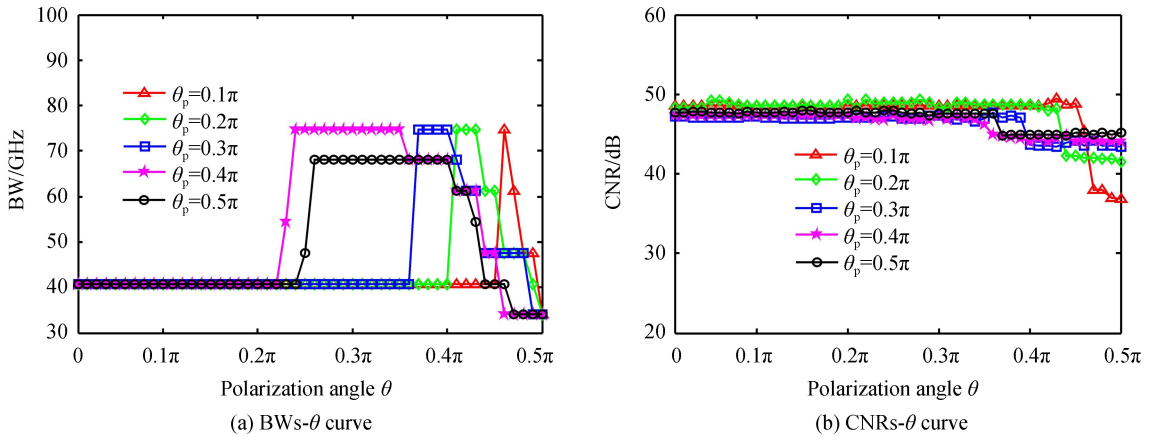 100
90
80
70
60
50
40
30
BW/GHz
θp=0.1π
θp=0.2π
θp=0.3π
θp=0.4π
θp=0.5π
0 0.1π 0.2π 0.3π 0.4π 0.5π
Polarization angle θ
(a) BWs-θ curve
60
50
40
30
20
CNR/dB
θp=0.1π
θp=0.2π
θp=0.3π
θp=0.4π
θp=0.5π
0 0.1π 0.2π 0.3π 0.4π 0.5π
Polarization angle θ
(b) CNRs-θ curve